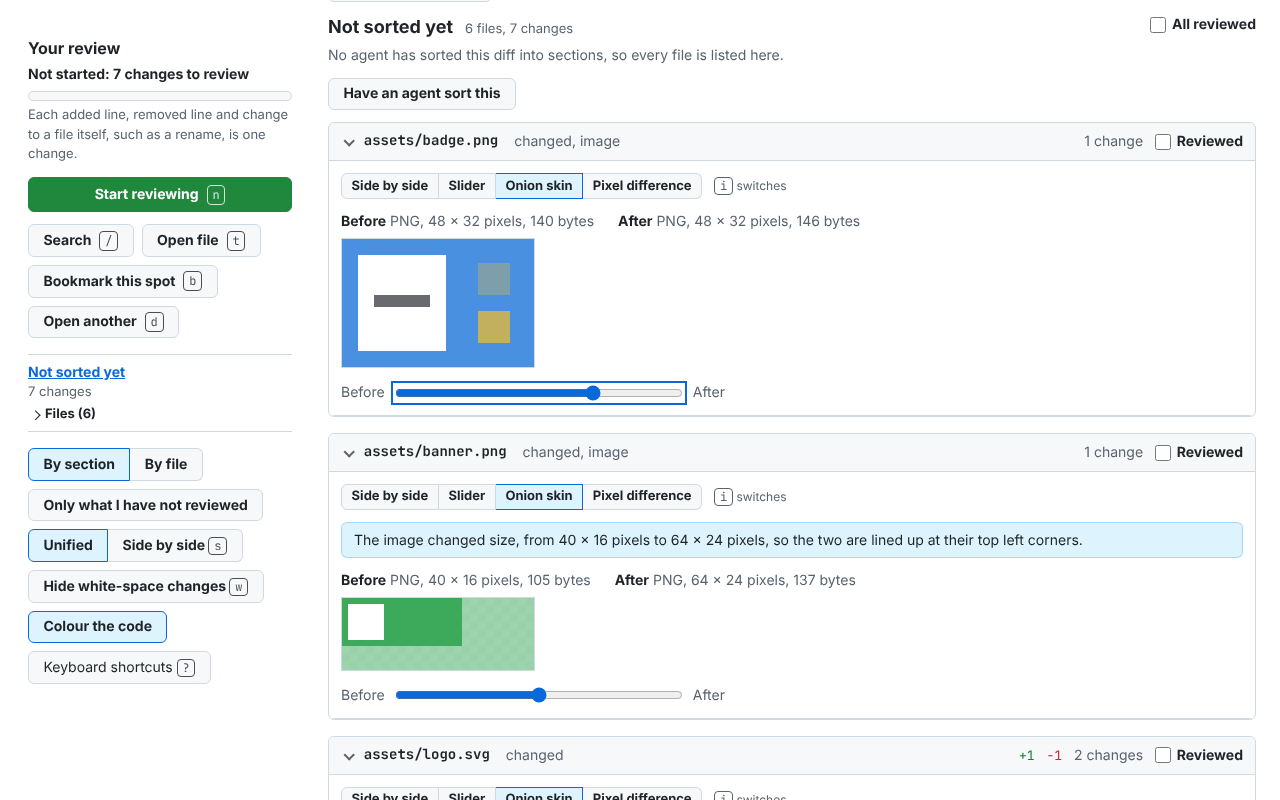 Your review
Not started: 7 changes to review
Each added line, removed line and change
to a file itself, such as a rename, is one
change.
Start reviewing n
Search / Open file t
Bookmark this spot b
Open another d
Not sorted yet
7 changes
Files (6)
By section By file
Only what I have not reviewed
Unified Side by side s
Hide white-space changes w
Colour the code
Keyboard shortcuts ?
Not sorted yet 6 files, 7 changes All reviewed
No agent has sorted this diff into sections, so every file is listed here.
Have an agent sort this
assets/badge.png changed, image 1 change Reviewed
Side by side Slider Onion skin Pixel difference i switches
Before PNG, 48 × 32 pixels, 140 bytes After PNG, 48 × 32 pixels, 146 bytes
Before After
assets/banner.png changed, image 1 change Reviewed
Side by side Slider Onion skin Pixel difference i switches
The image changed size, from 40 × 16 pixels to 64 × 24 pixels, so the two are lined up at their top left corners.
Before PNG, 40 × 16 pixels, 105 bytes After PNG, 64 × 24 pixels, 137 bytes
Before After
assets/logo.svg changed +1 -1 2 changes Reviewed
Side by side Slider Onion skin Pixel difference i switches